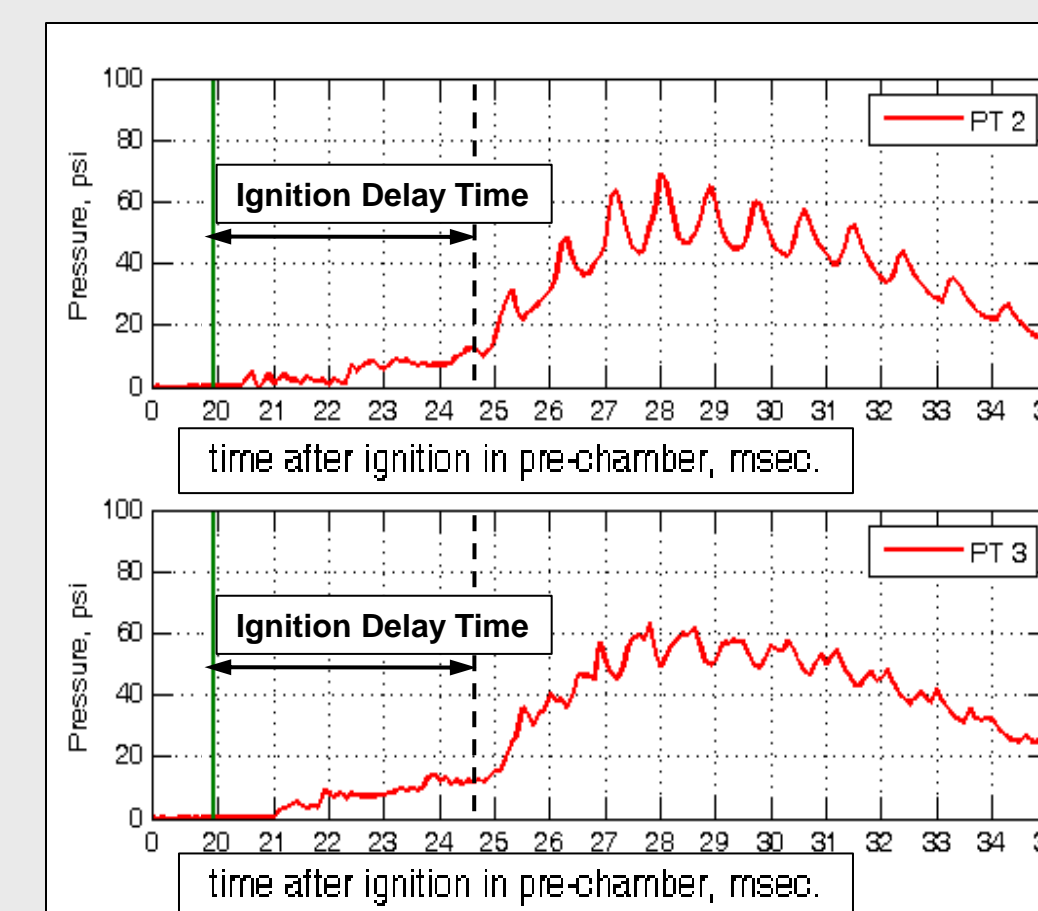 100
PT 2
80
Ignition Delay Time
60
Pressure, psi
40
20
0
0 20 21 22 23 24 25 26 27 28 29 30 31 32 33 34
time after ignition in pre-chamber, msec.
100
PT 3
80
Ignition Delay Time
60
Pressure, psi
40
20
0
0 20 21 22 23 24 25 26 27 28 29 30 31 32 33 34
time after ignition in pre-chamber, msec.